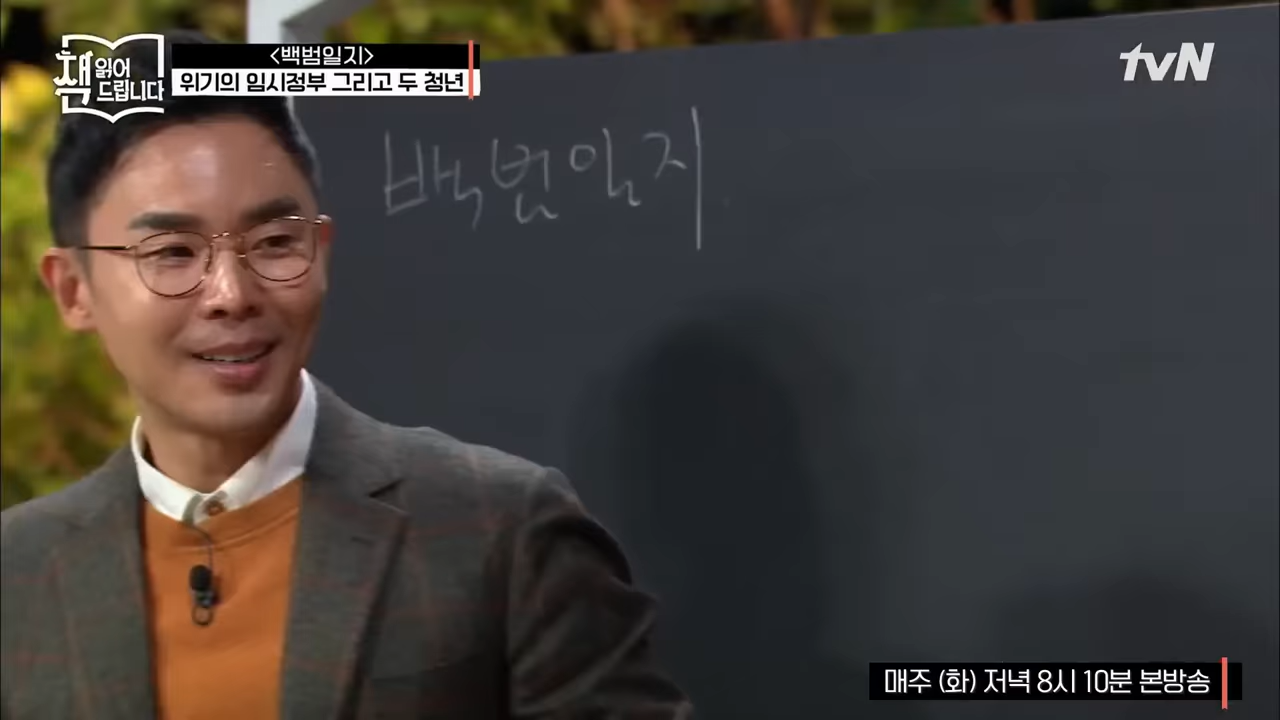 책 읽어
드립니다
<백범일지>
위기의 임시정부 그리고 두 청년
tvN
백범일지
매주 (화) 저녁 8시 10분 본방송